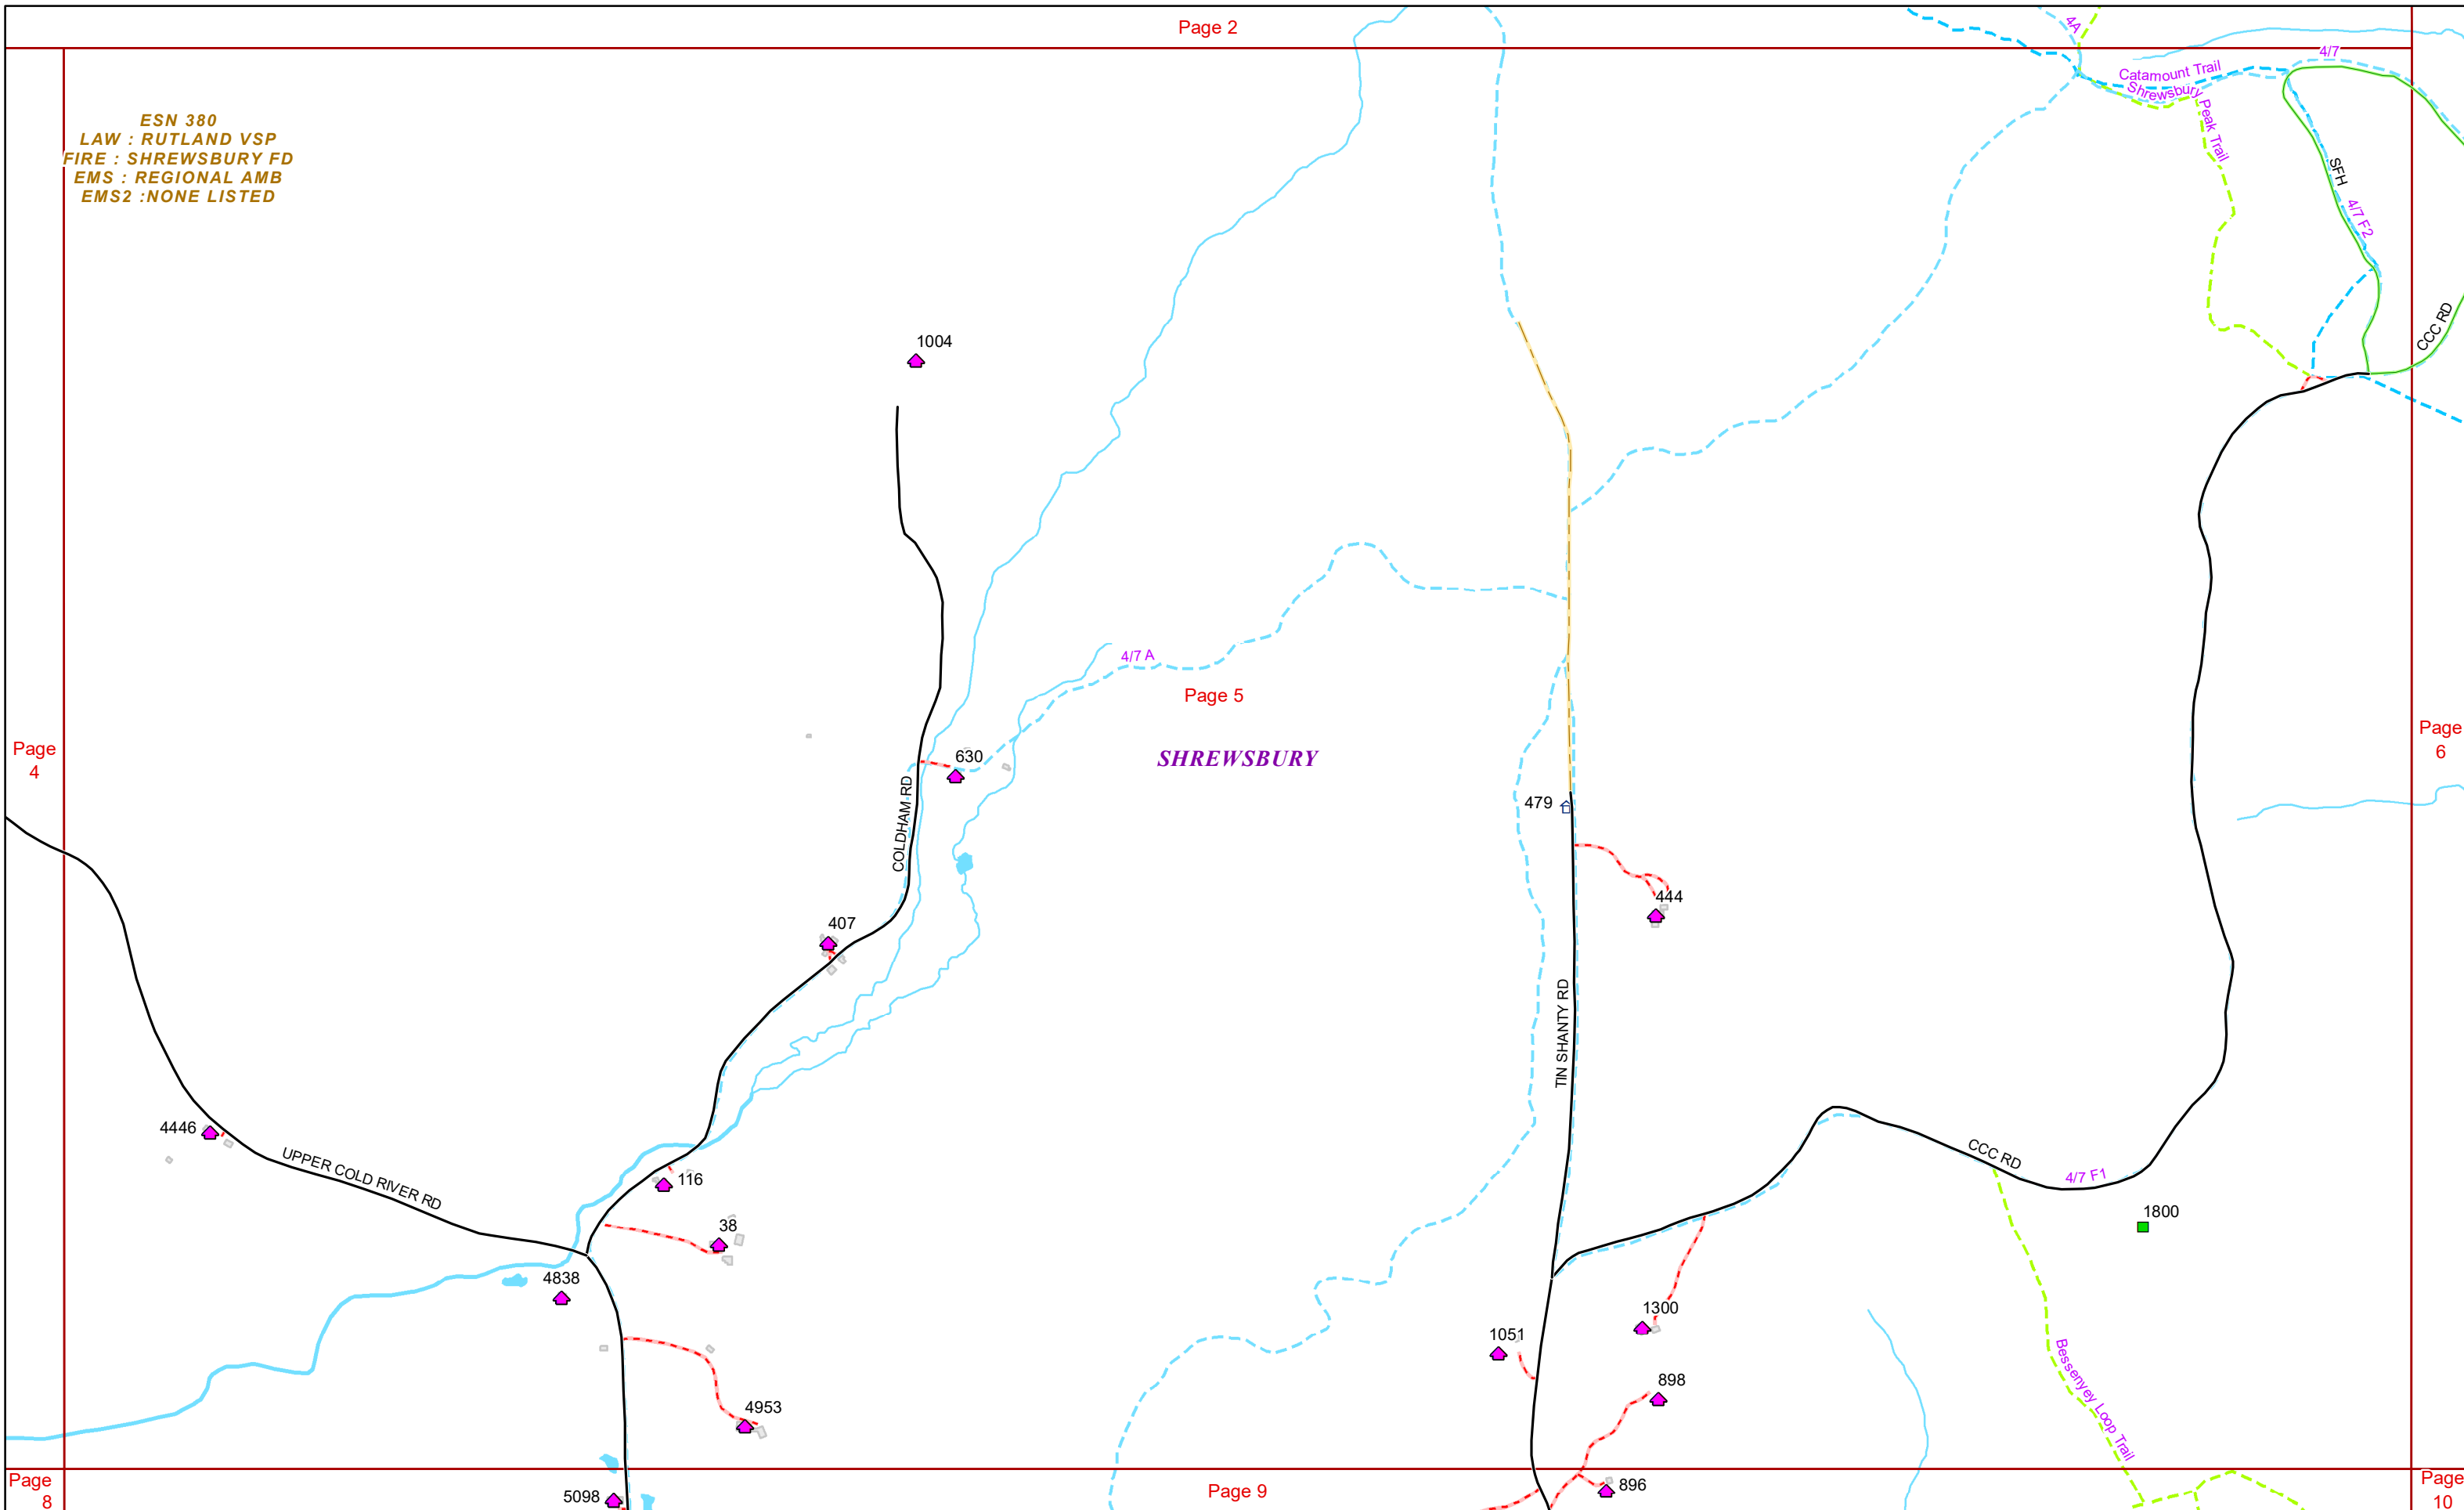 Page 2
4A
4/7
Catamount Trail
Shrewsbury Peak Trail
ESN 380
LAW : RUTLAND VSP
FIRE : SHREWSBURY FD
EMS : REGIONAL AMB
EMS2 :NONE LISTED
SFH
4/7 F2
CCC RD
1004
4/7 A
Page 5
SHREWSBURY
Page
4
Page
6
630
479
COLDHAM RD
444
407
TIN SHANTY RD
4446
UPPER COLD RIVER RD
116
CCC RD
4/7 F1
38
1800
4838
1300
1051
Bessenyey Loop Trail
898
4953
Page
8
5098
Page 9
896
Page
10